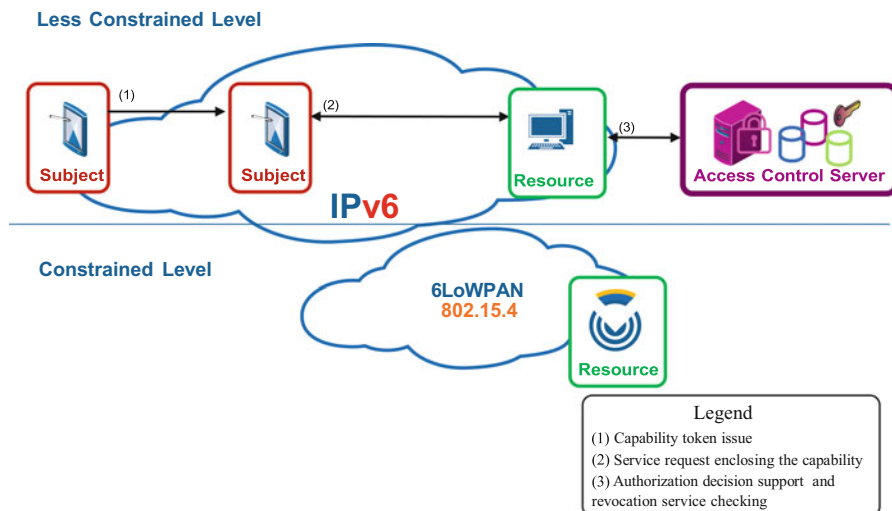 Less Constrained Level
(1)
(2)
(3)
Subject
Subject
Resource
Access Control Server
IPv6
Constrained Level
6LoWPAN
802.15.4
Resource
Legend
(1) Capability token issue
(2) Service request enclosing the capability
(3) Authorization decision support and
revocation service checking